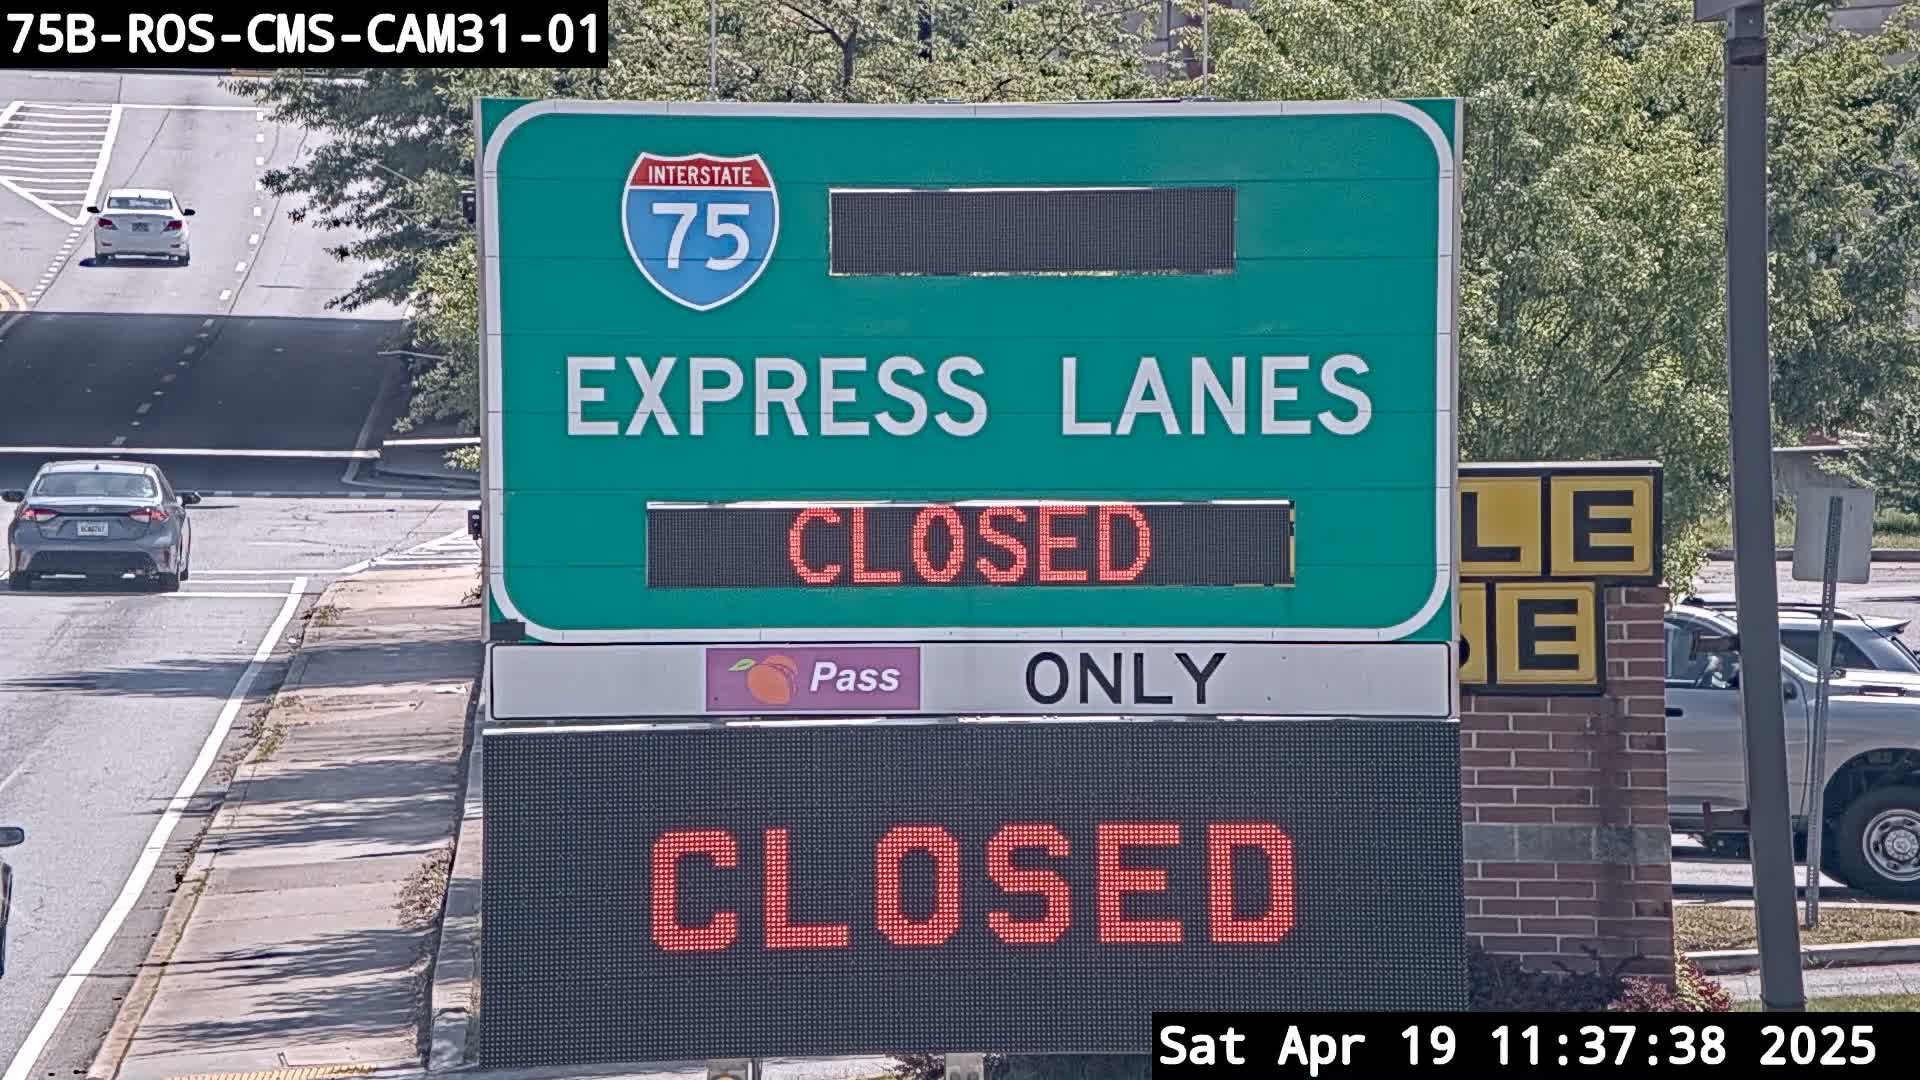 75B-ROS-CMS-CAM31-01
INTERSTATE
75
EXPRESS LANES
CLOSED
Pass ONLY
CLOSED
LE
E
Sat Apr 19 11:37:38 2025